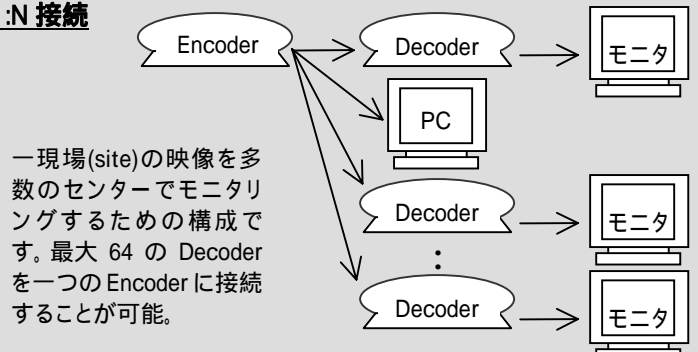 :N 接続
Encoder
Decoder
モニタ
PC
一現場(site)の映像を多
数のセンターでモニタリ
ングするための構成で
す。最大 64 の Decoder
を一つの Encoder に接続
することが可能。
Decoder
モニタ
:
Decoder
モニタ